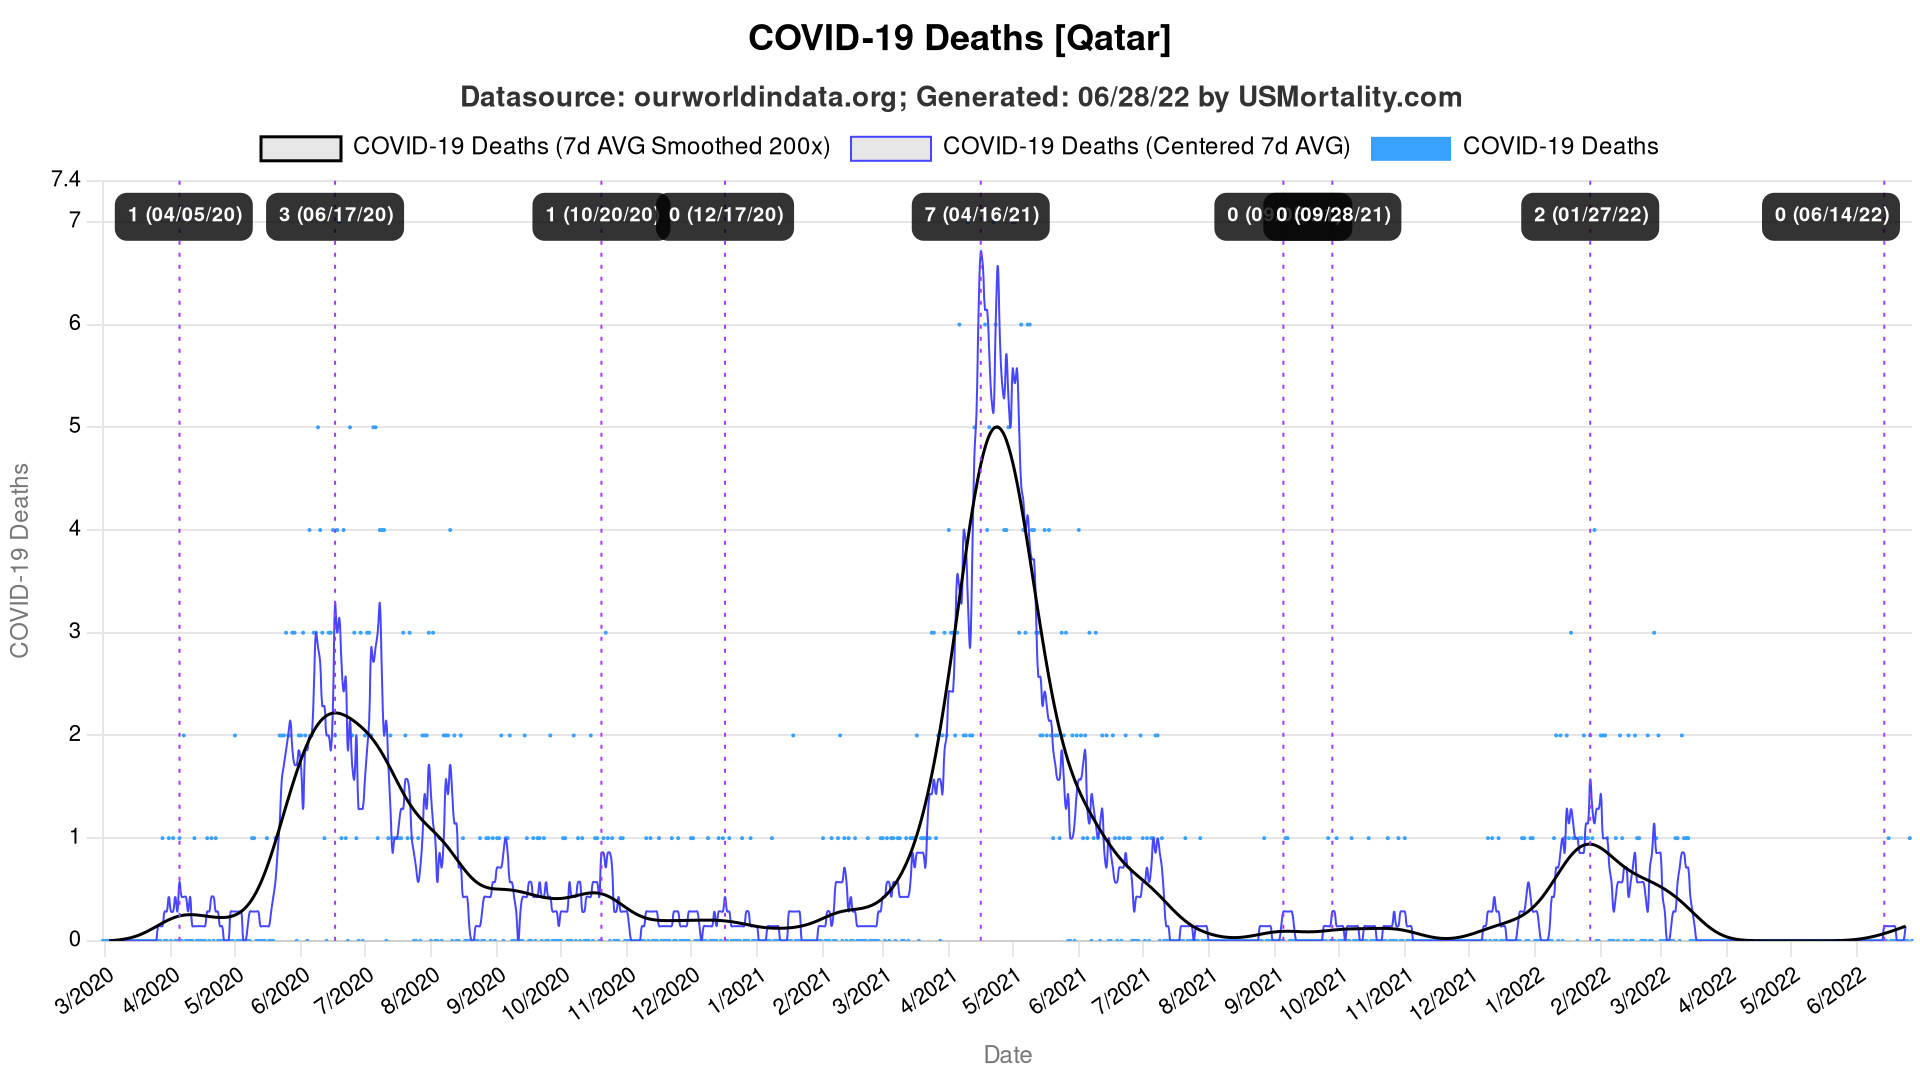 COVID-19 Deaths [Qatar]
Datasource: ourworldindata.org; Generated: 06/28/22 by USMortality.com
COVID-19 Deaths (7d AVG Smoothed 200x) COVID-19 Deaths (Centered 7d AVG) COVID-19 Deaths
7.4
1 (04/05/20) 3 (06/17/20) 1 (10/20/20) 0 (12/17/20) 7 (04/16/21) 0 (09 0 (09/28/21) 2 (01/27/22) 0 (06/14/22)
7
6
5
4
3
2
1
0
COVID-19 Deaths
3/2020 4/2020 5/2020 6/2020 7/2020 8/2020 9/2020 10/2020 11/2020 12/2020 1/2021 2/2021 3/2021 4/2021 5/2021 6/2021 7/2021 8/2021 9/2021 10/2021 11/2021 12/2021 1/2022 2/2022 3/2022 4/2022 5/2022 6/2022
Date